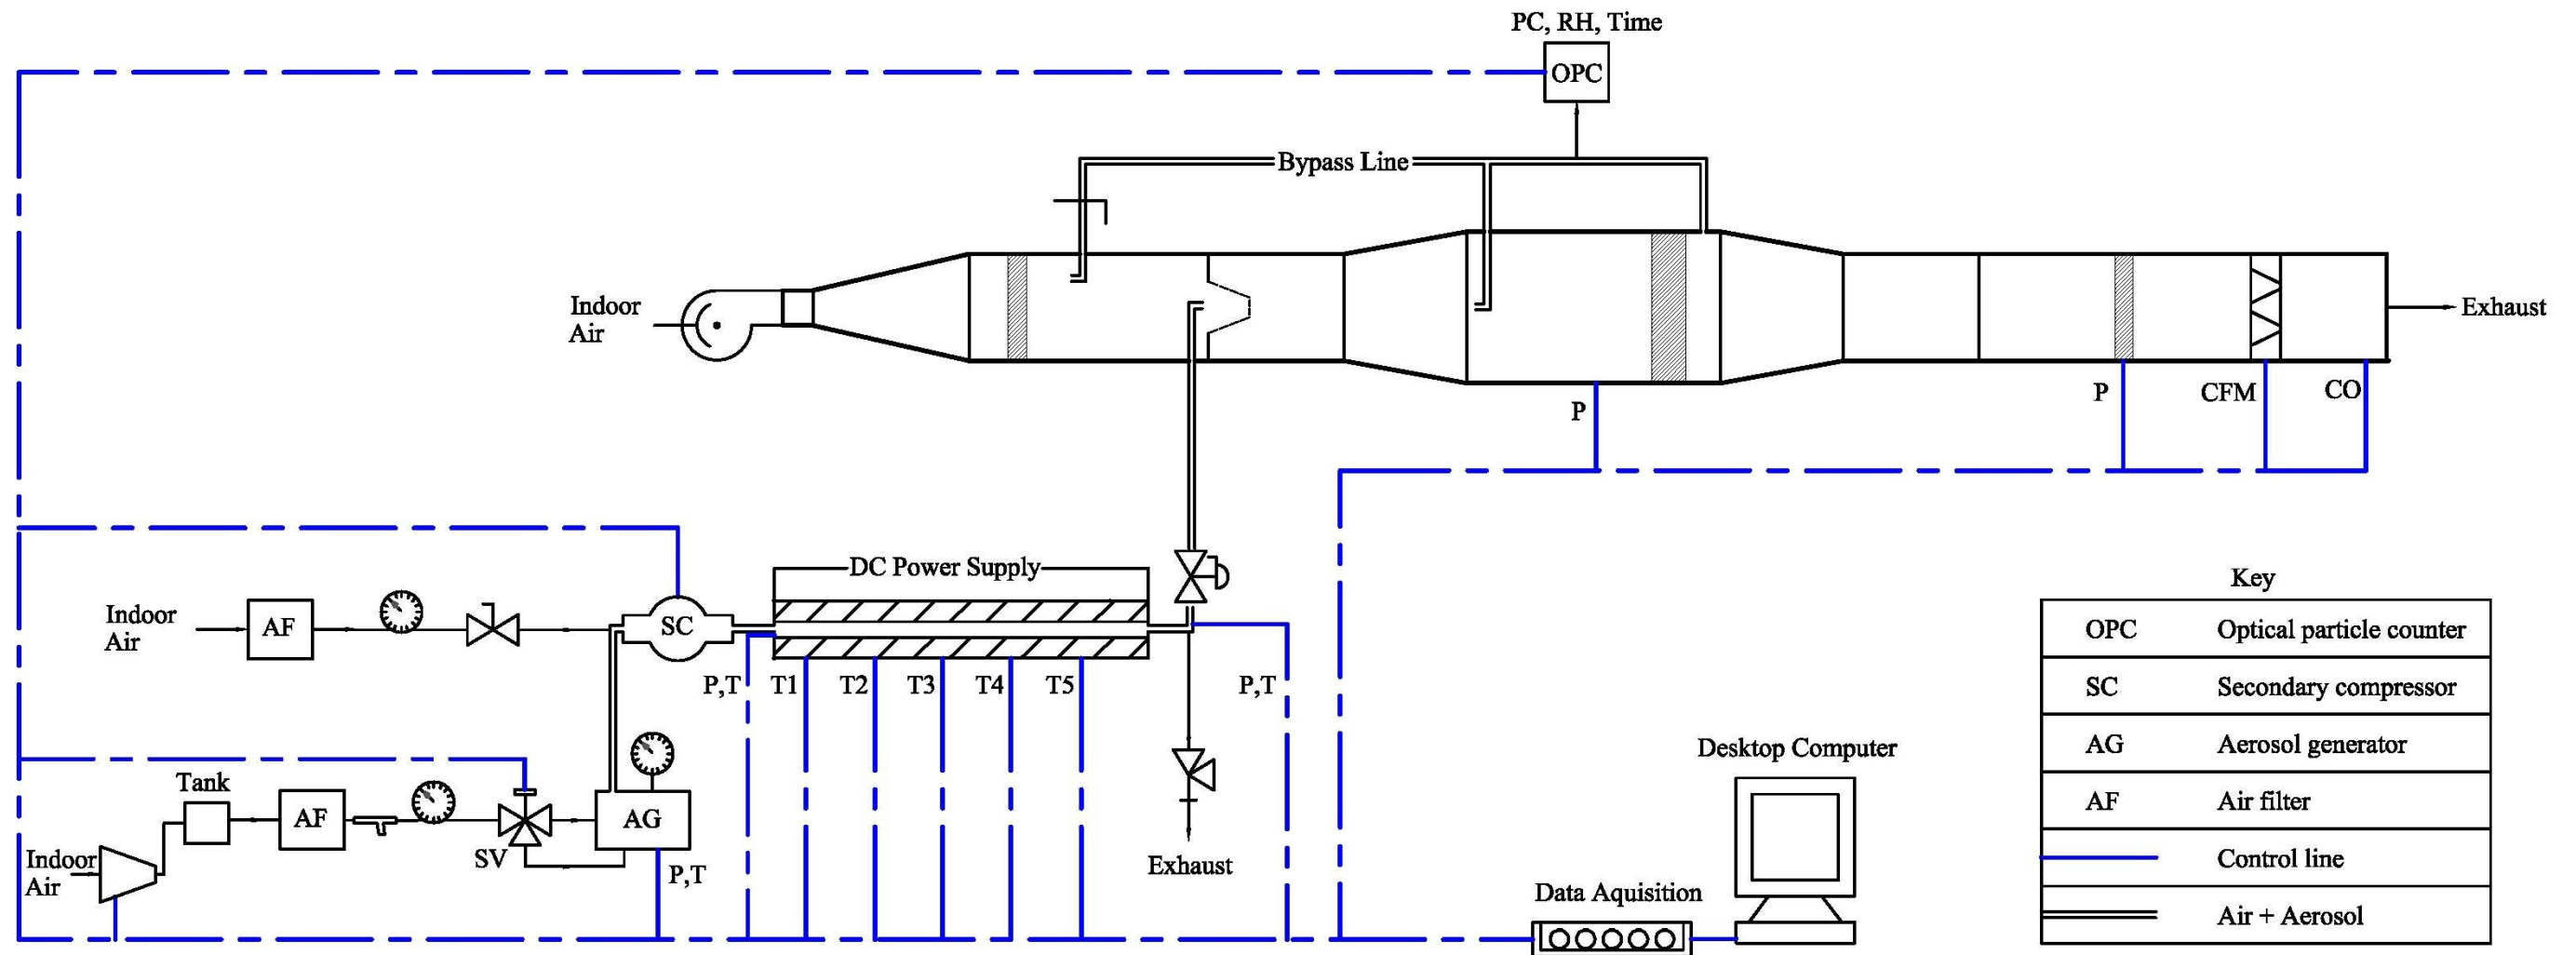 PC, RH, Time
OPC
Bypass Line
Indoor
Air
Exhaust
P
P
CFM
CO
DC Power Supply
Indoor
Air
AF
SC
P,T
T1
T2
T3
T4
T5
P,T
Key
OPC Optical particle counter
SC Secondary compressor
AG Aerosol generator
AF Air filter
Control line
Air + Aerosol
Tank
AF
AG
SV
Indoor
Air
P,T
Exhaust
Desktop Computer
Data Aquisition